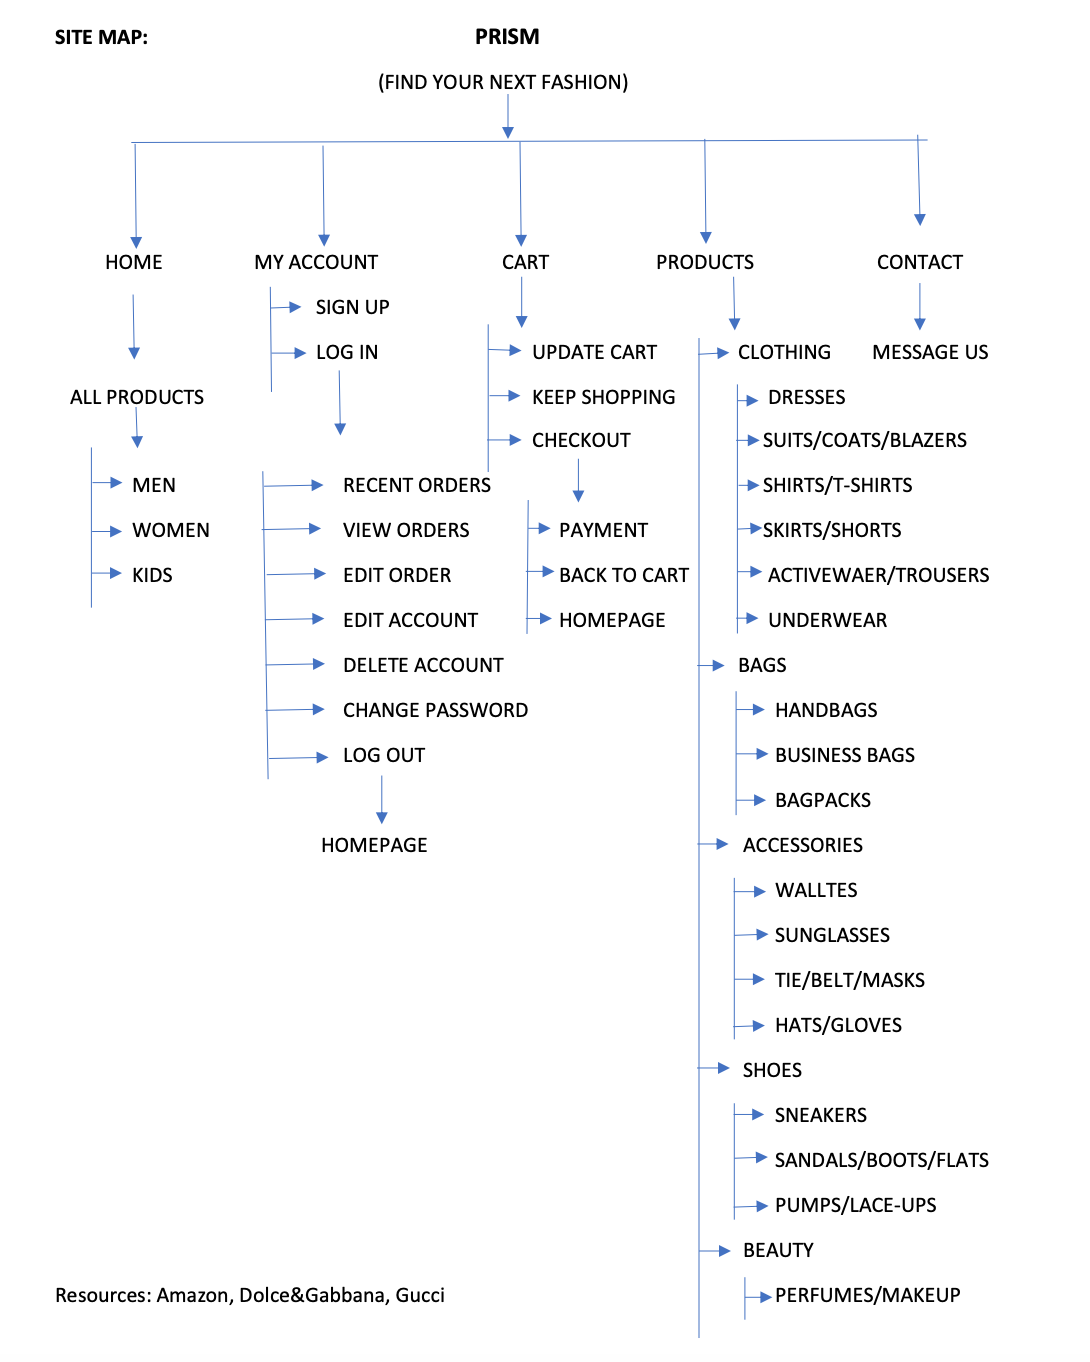 SITE MAP:
PRISM
(FIND YOUR NEXT FASHION)
HOME
ALL PRODUCTS
MEN
WOMEN
KIDS
MY ACCOUNT
SIGN UP
LOG IN
RECENT ORDERS
VIEW ORDERS
EDIT ORDER
EDIT ACCOUNT
DELETE ACCOUNT
CHANGE PASSWORD
LOG OUT
HOMEPAGE
CART
UPDATE CART
KEEP SHOPPING
CHECKOUT
PAYMENT
BACK TO CART
HOMEPAGE
PRODUCTS
CLOTHING
DRESSES
SUITS/COATS/BLAZERS
SHIRTS/T-SHIRTS
SKIRTS/SHORTS
ACTIVEWAER/TROUSERS
UNDERWEAR
BAGS
HANDBAGS
BUSINESS BAGS
BAGPACKS
ACCESSORIES
WALLTES
SUNGLASSES
TIE/BELT/MASKS
HATS/GLOVES
SHOES
SNEAKERS
SANDALS/BOOTS/FLATS
PUMPS/LACE-UPS
BEAUTY
PERFUMES/MAKEUP
CONTACT
MESSAGE US
Resources: Amazon, Dolce&Gabbana, Gucci